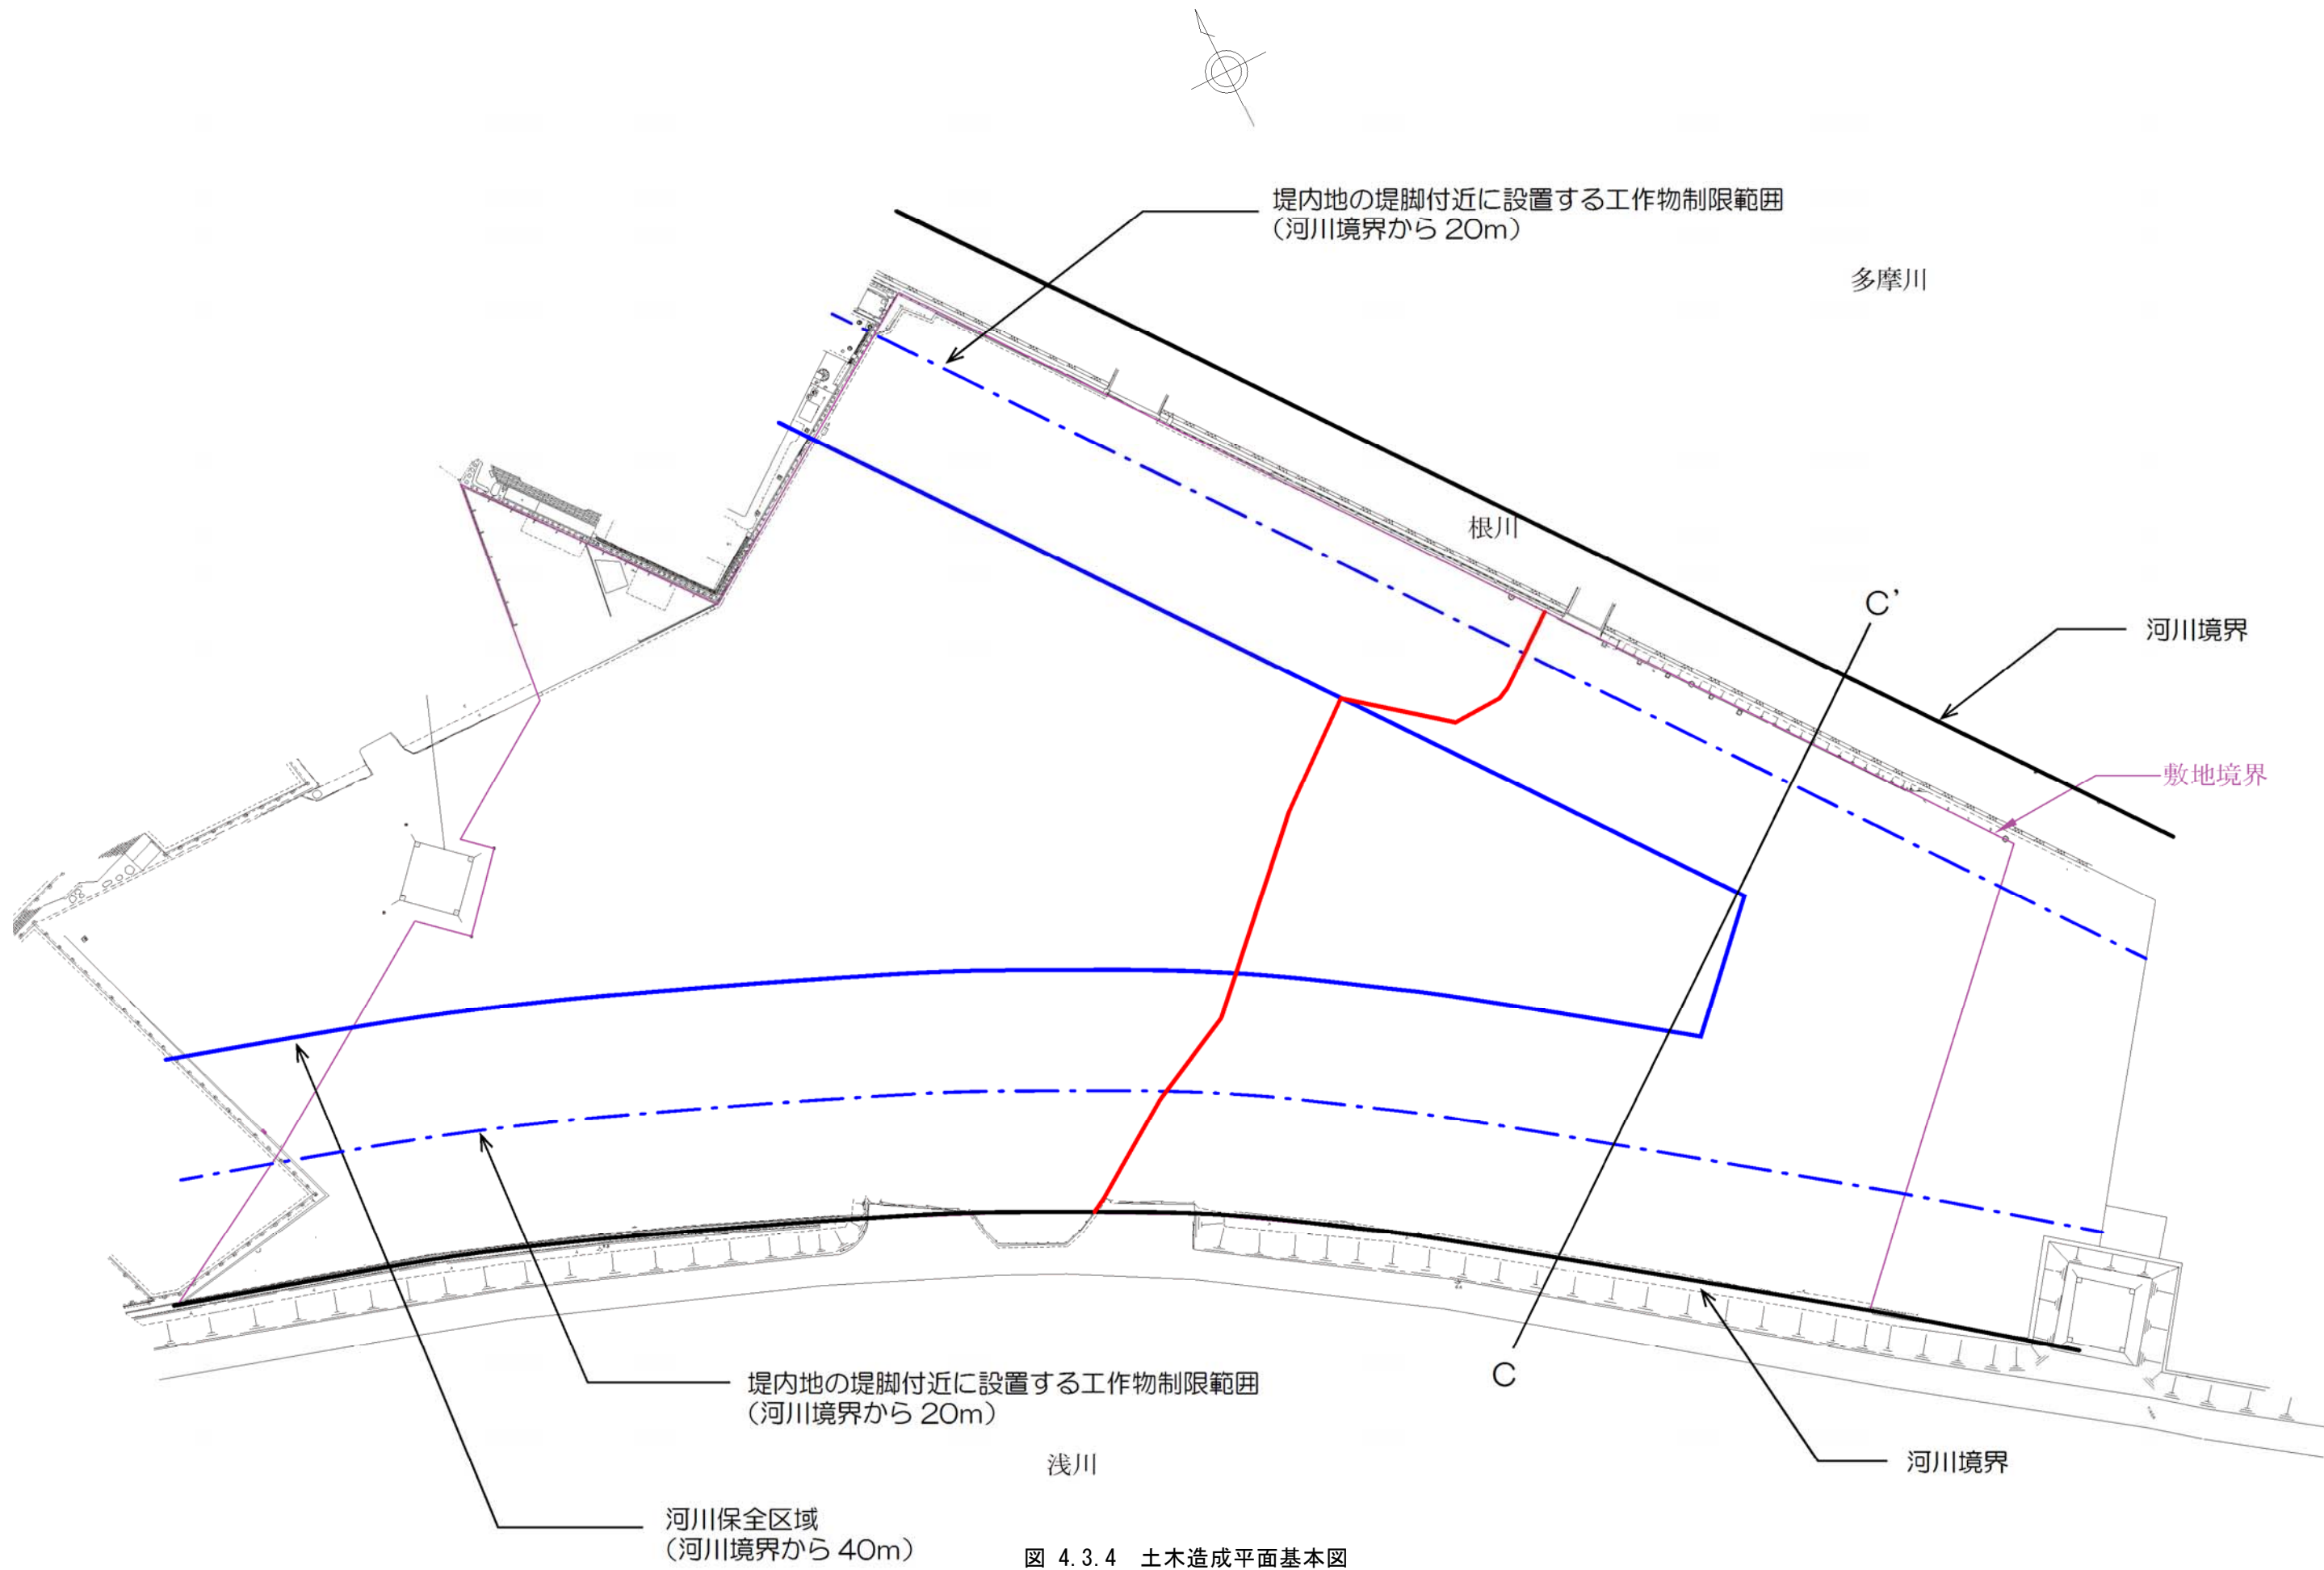 堤内地の堤脚付近に設置する工作物制限範囲
（河川境界から20m）
多摩川
根川
C'
河川境界
敷地境界
C
堤内地の堤脚付近に設置する工作物制限範囲
（河川境界から20m）
浅川
河川境界
河川保全区域
（河川境界から40m）
図 4.3.4　土木造成平面基本図